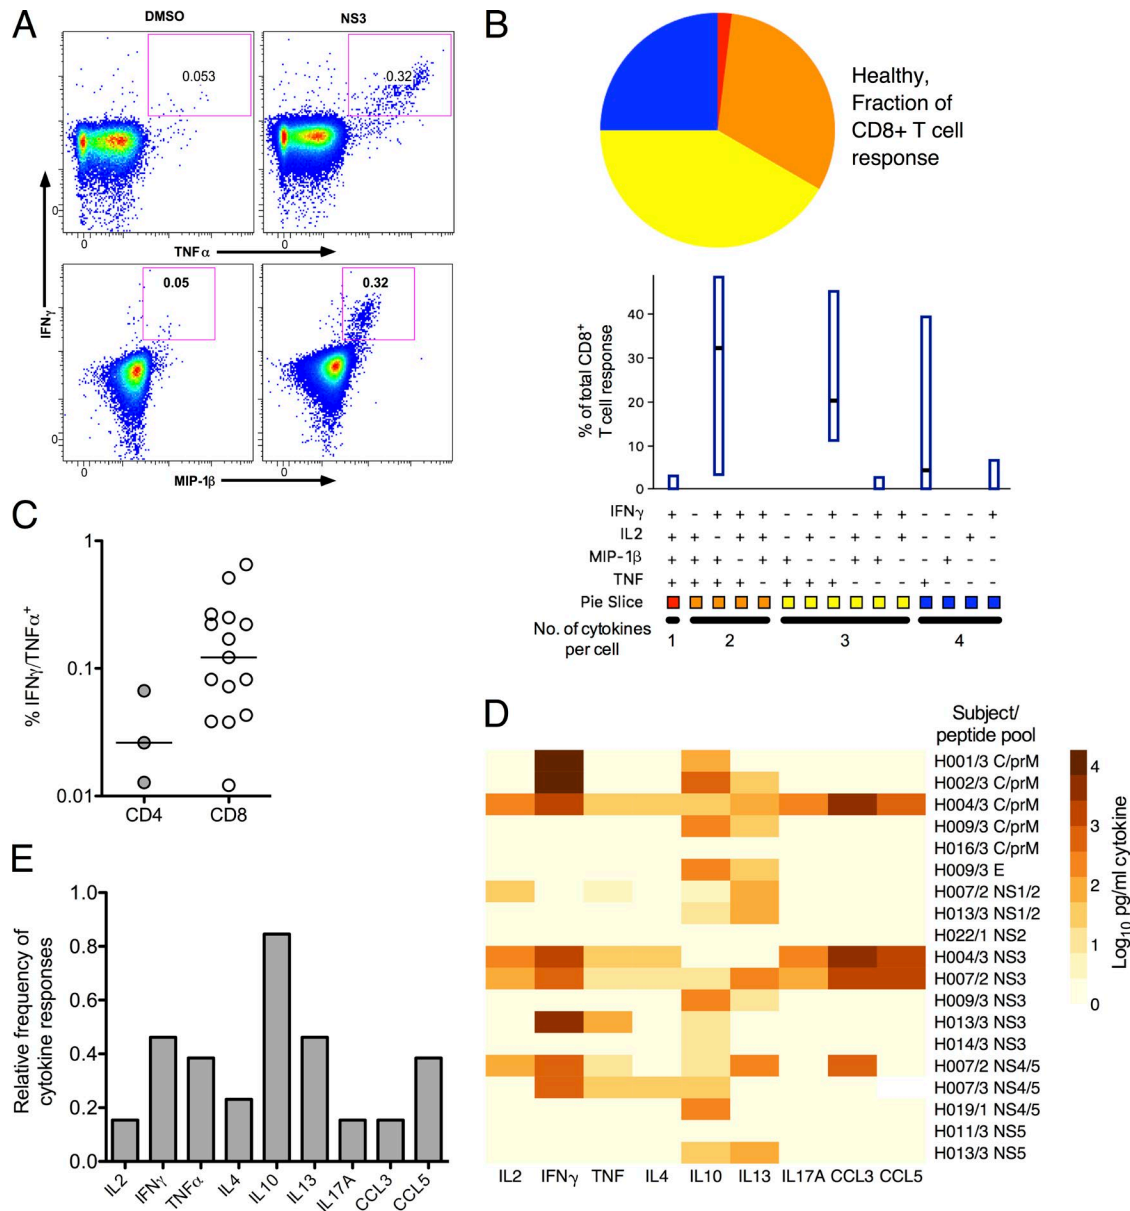 A
DMSO
NS3
0.053
0.32
0
0
0
TNFα
0.05
0.32
IFNγ
0
0
0
MIP-1β
B
Healthy,
Fraction of
CD8+ T cell
response
% of total CD8+
T cell response
40
30
20
10
0
IFNγ + - + + + - - + - + + - - - +
IL2 + + - + + - + - + - + - - + -
MIP-1β + + + - + + - + + + - - + - -
TNF + + + + - + + + - - - + - - -
Pie Slice
No. of cytokines
per cell
1 2 3 4
C
% IFNγ/TNFα+
1
0.1
0.01
CD4 CD8
D
Subject/
peptide pool
H001/3 C/prM
H002/3 C/prM
H004/3 C/prM
H009/3 C/prM
H016/3 C/prM
H009/3 E
H007/2 NS1/2
H013/3 NS1/2
H022/1 NS2
H004/3 NS3
H007/2 NS3
H009/3 NS3
H013/3 NS3
H014/3 NS3
H007/2 NS4/5
H007/3 NS4/5
H019/1 NS4/5
H011/3 NS5
H013/3 NS5
IL2 IFNγ TNF IL4 IL10 IL13 IL17A CCL3 CCL5
4
3
2
1
0
Log10 pg/ml cytokine
E
Relative frequency of
cytokine responses
1.0
0.8
0.6
0.4
0.2
0.0
IL2 IFNγ TNFα IL4 IL10 IL13 IL17A CCL3 CCL5